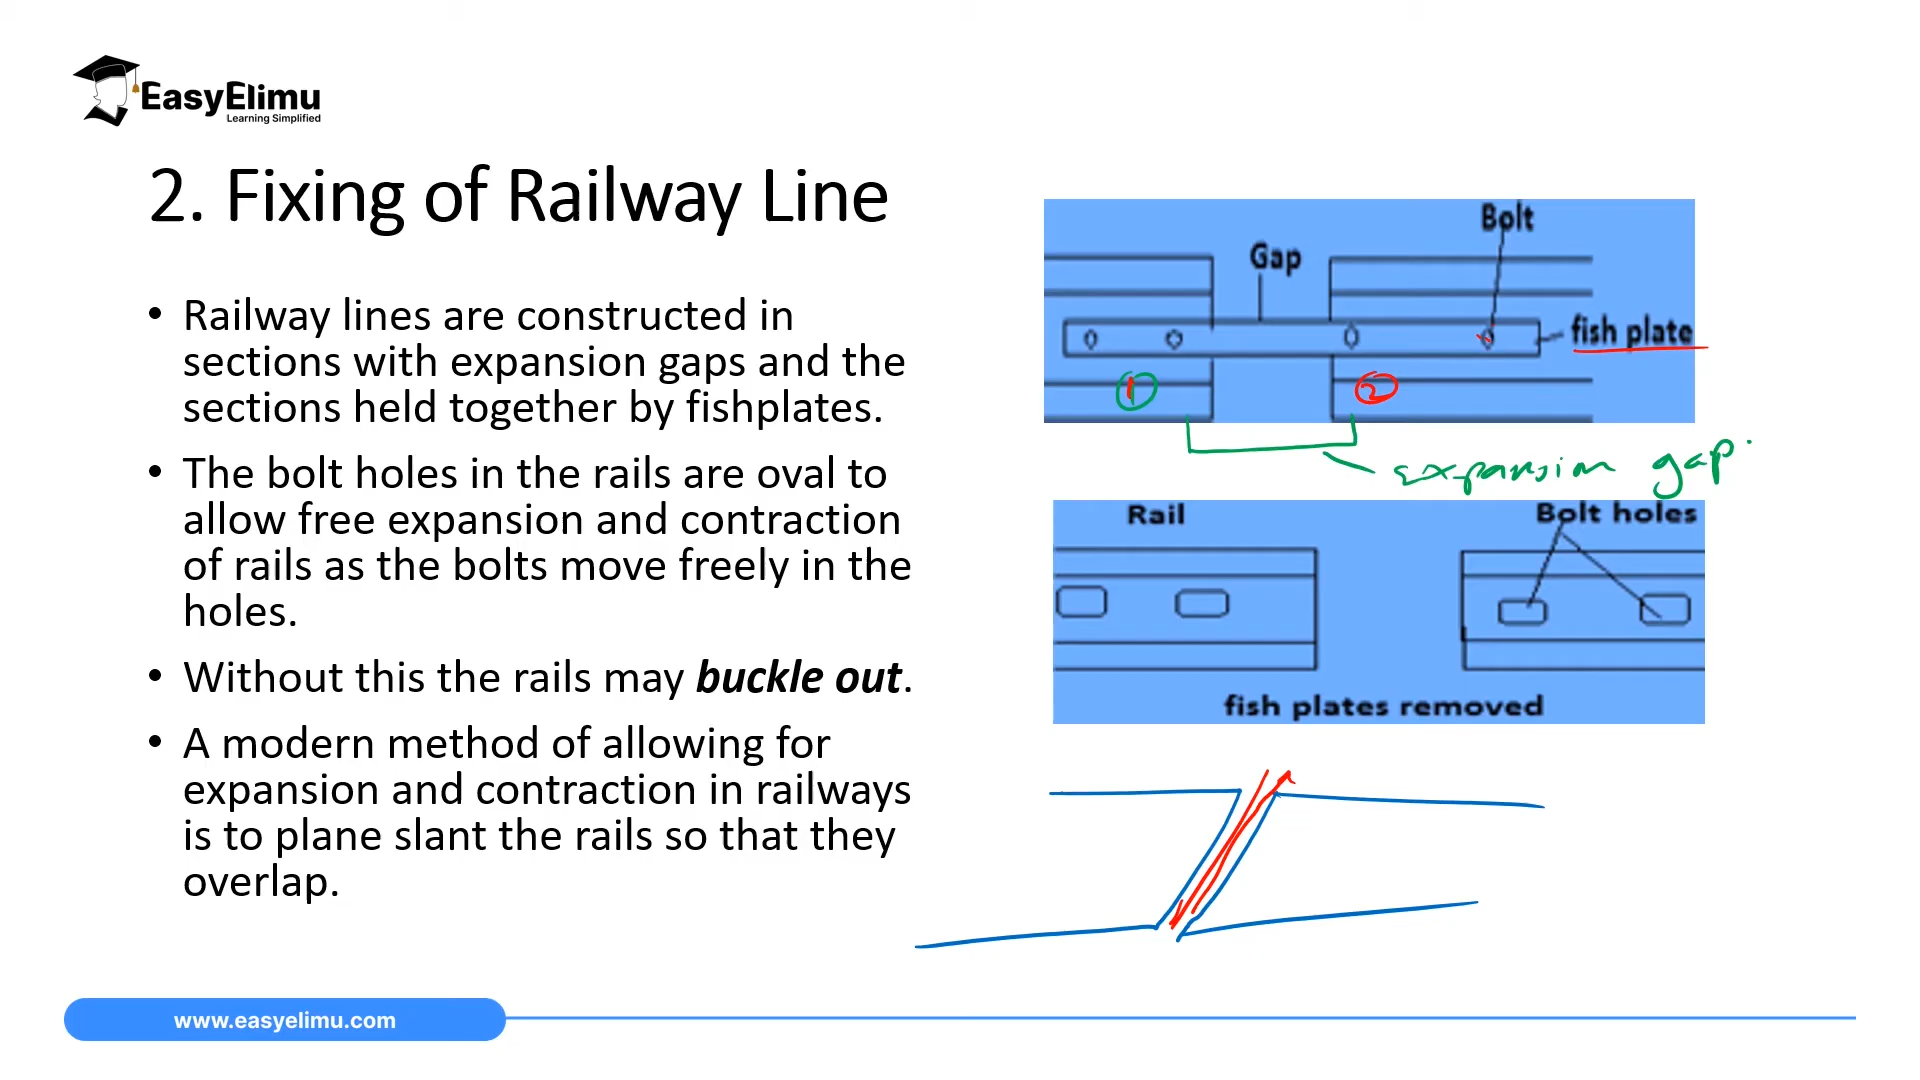 EasyElimu
Learning Simplified
2. Fixing of Railway Line
• Railway lines are constructed in
sections with expansion gaps and the
sections held together by fishplates.
• The bolt holes in the rails are oval to
allow free expansion and contraction
of rails as the bolts move freely in the
holes.
• Without this the rails may buckle out.
• A modern method of allowing for
expansion and contraction in railways
is to plane slant the rails so that they
overlap.
Bolt
Gap
fish plate
1
2
expansion gap.
Rail
Bolt holes
fish plates removed
www.easyelimu.com